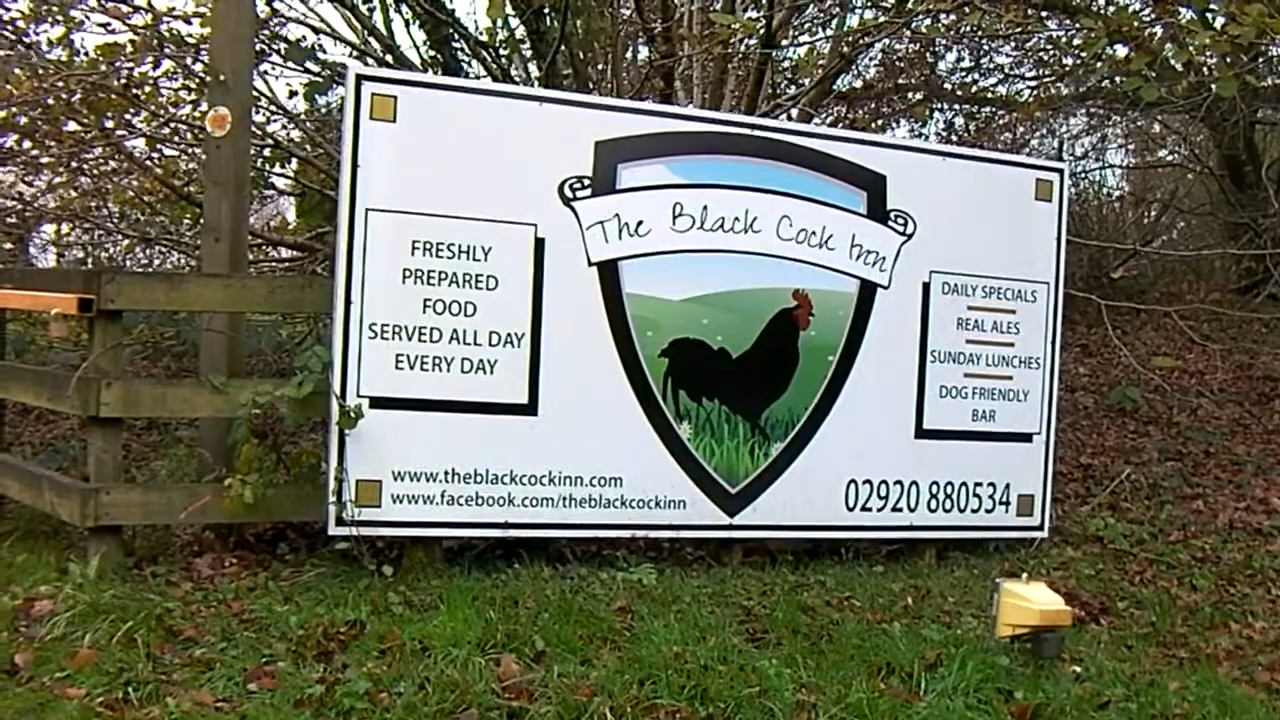 The Black Cock Inn
FRESHLY
PREPARED
FOOD
SERVED ALL DAY
EVERY DAY
DAILY SPECIALS
REAL ALES
SUNDAY LUNCHES
DOG FRIENDLY
BAR
www.theblackcockinn.com
www.facebook.com/theblackcockinn
02920 880534